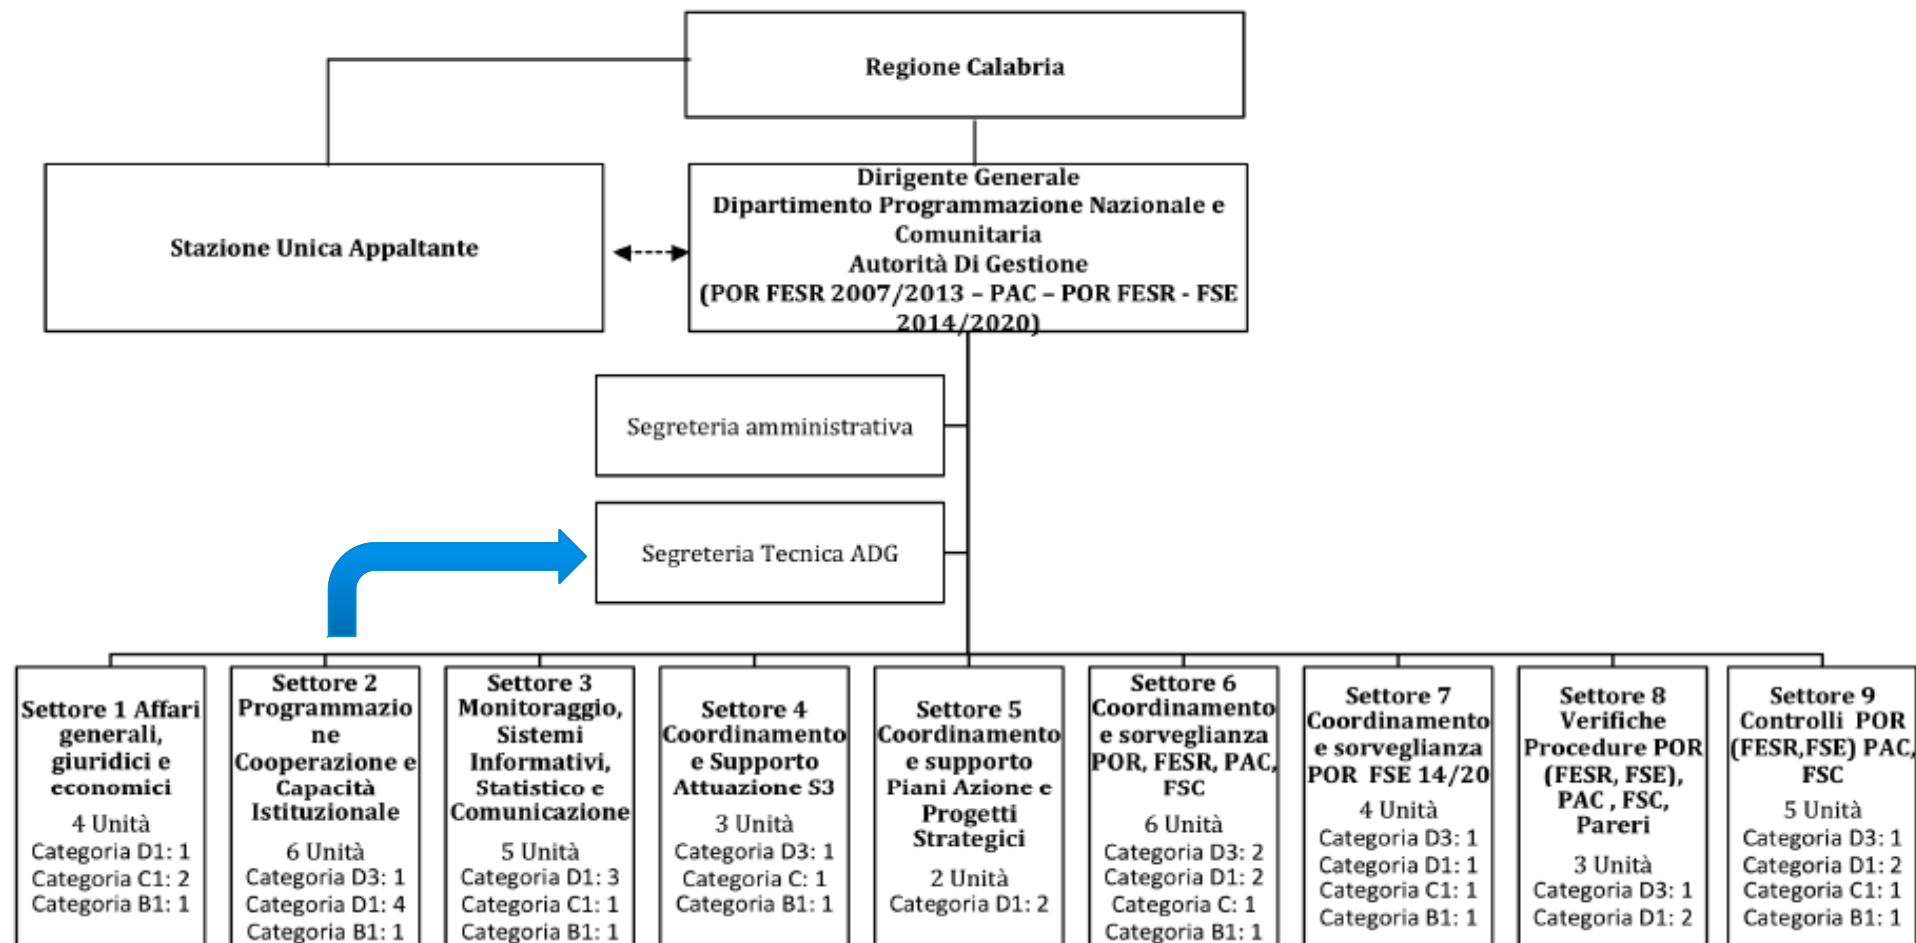 Regione Calabria
Stazione Unica Appaltante
Dirigente Generale
Dipartimento Programmazione Nazionale e
Comunitaria
Autorità Di Gestione
(POR FESR 2007/2013 – PAC – POR FESR - FSE
2014/2020)
Segreteria amministrativa
Segreteria Tecnica ADG
Settore 1 Affari
generali,
giuridici e
economici
4 Unità
Categoria D1: 1
Categoria C1: 2
Categoria B1: 1
Settore 2
Programmazio
ne
Cooperazione e
Capacità
Istituzionale
6 Unità
Categoria D3: 1
Categoria D1: 4
Categoria B1: 1
Settore 3
Monitoraggio,
Sistemi
Informativi,
Statistico e
Comunicazione
5 Unità
Categoria D1: 3
Categoria C1: 1
Categoria B1: 1
Settore 4
Coordinamento
e Supporto
Attuazione S3
3 Unità
Categoria D3: 1
Categoria C: 1
Categoria B1: 1
Settore 5
Coordinamento
e supporto
Piani Azione e
Progetti
Strategici
2 Unità
Categoria D1: 2
Settore 6
Coordinamento
e sorveglianza
POR, FESR, PAC,
FSC
6 Unità
Categoria D3: 2
Categoria D1: 2
Categoria C: 1
Categoria B1: 1
Settore 7
Coordinamento
e sorveglianza
POR FSE 14/20
4 Unità
Categoria D3: 1
Categoria D1: 1
Categoria C1: 1
Categoria B1: 1
Settore 8
Verifiche
Procedure POR
(FESR, FSE),
PAC , FSC,
Pareri
3 Unità
Categoria D3: 1
Categoria D1: 2
Settore 9
Controlli POR
(FESR,FSE) PAC,
FSC
5 Unità
Categoria D3: 1
Categoria D1: 2
Categoria C1: 1
Categoria B1: 1